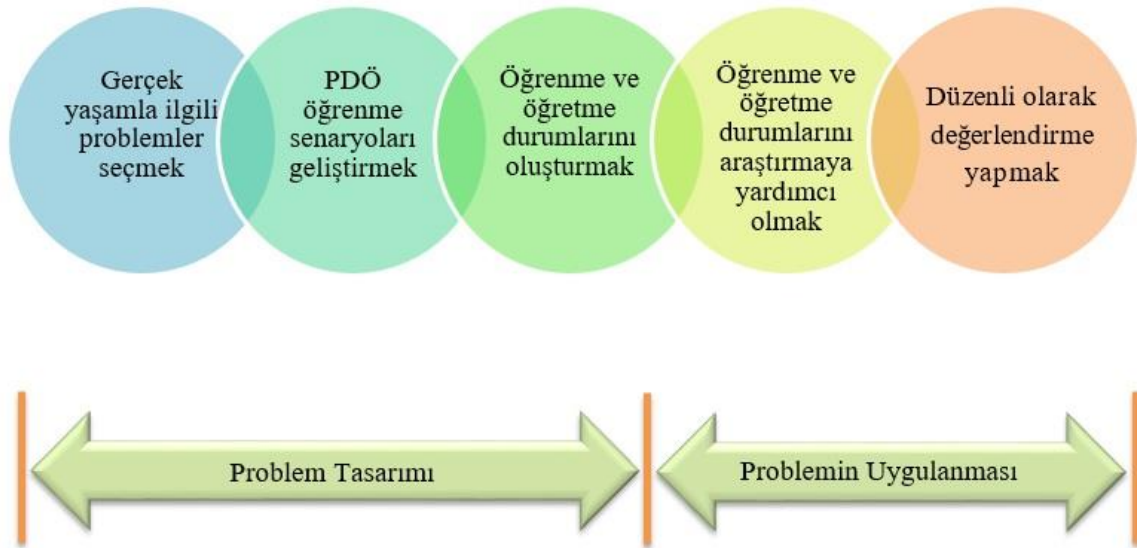 Gerçek
yaşamla ilgili
problemler
seçmek
PDÖ
öğrenme
senaryoları
geliştirmek
Öğrenme ve
öğretme
durumlarını
oluşturmak
Öğrenme ve
öğretme
durumlarını
araştırmaya
yardımcı
olmak
Düzenli olarak
değerlendirme
yapmak
Problem Tasarımı
Problemin Uygulanması